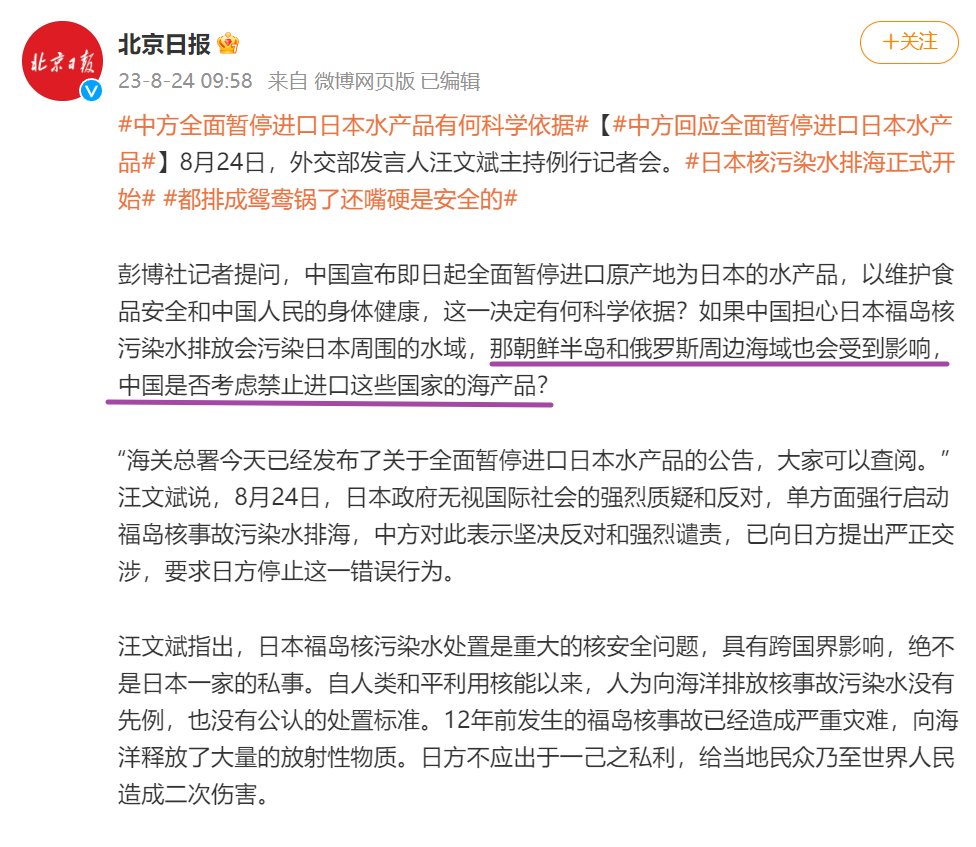 北京日报
北京日报
+关注
23-8-24 09:58 来自 微博网页版 已编辑
#中方全面暂停进口日本水产品有何科学依据#【#中方回应全面暂停进口日本水产
品#】8月24日，外交部发言人汪文斌主持例行记者会。#日本核污染水排海正式开
始# #都排成鸳鸯锅了还嘴硬是安全的#
彭博社记者提问，中国宣布即日起全面暂停进口原产地为日本的水产品，以维护食
品安全和中国人民的身体健康，这一决定有何科学依据？如果中国担心日本福岛核
污染水排放会污染日本周围的水域，那朝鲜半岛和俄罗斯周边海域也会受到影响，
中国是否考虑禁止进口这些国家的海产品？
“海关总署今天已经发布了关于全面暂停进口日本水产品的公告，大家可以查阅。”
汪文斌说，8月24日，日本政府无视国际社会的强烈质疑和反对，单方面强行启动
福岛核事故污染水排海，中方对此表示坚决反对和强烈谴责，已向日方提出严正交
涉，要求日方停止这一错误行为。
汪文斌指出，日本福岛核污染水处置是重大的核安全问题，具有跨国界影响，绝不
是日本一家的私事。自人类和平利用核能以来，人为向海洋排放核事故污染水没有
先例，也没有公认的处置标准。12年前发生的福岛核事故已经造成严重灾难，向海
洋释放了大量的放射性物质。日方不应出于一己之私利，给当地民众乃至世界人民
造成二次伤害。